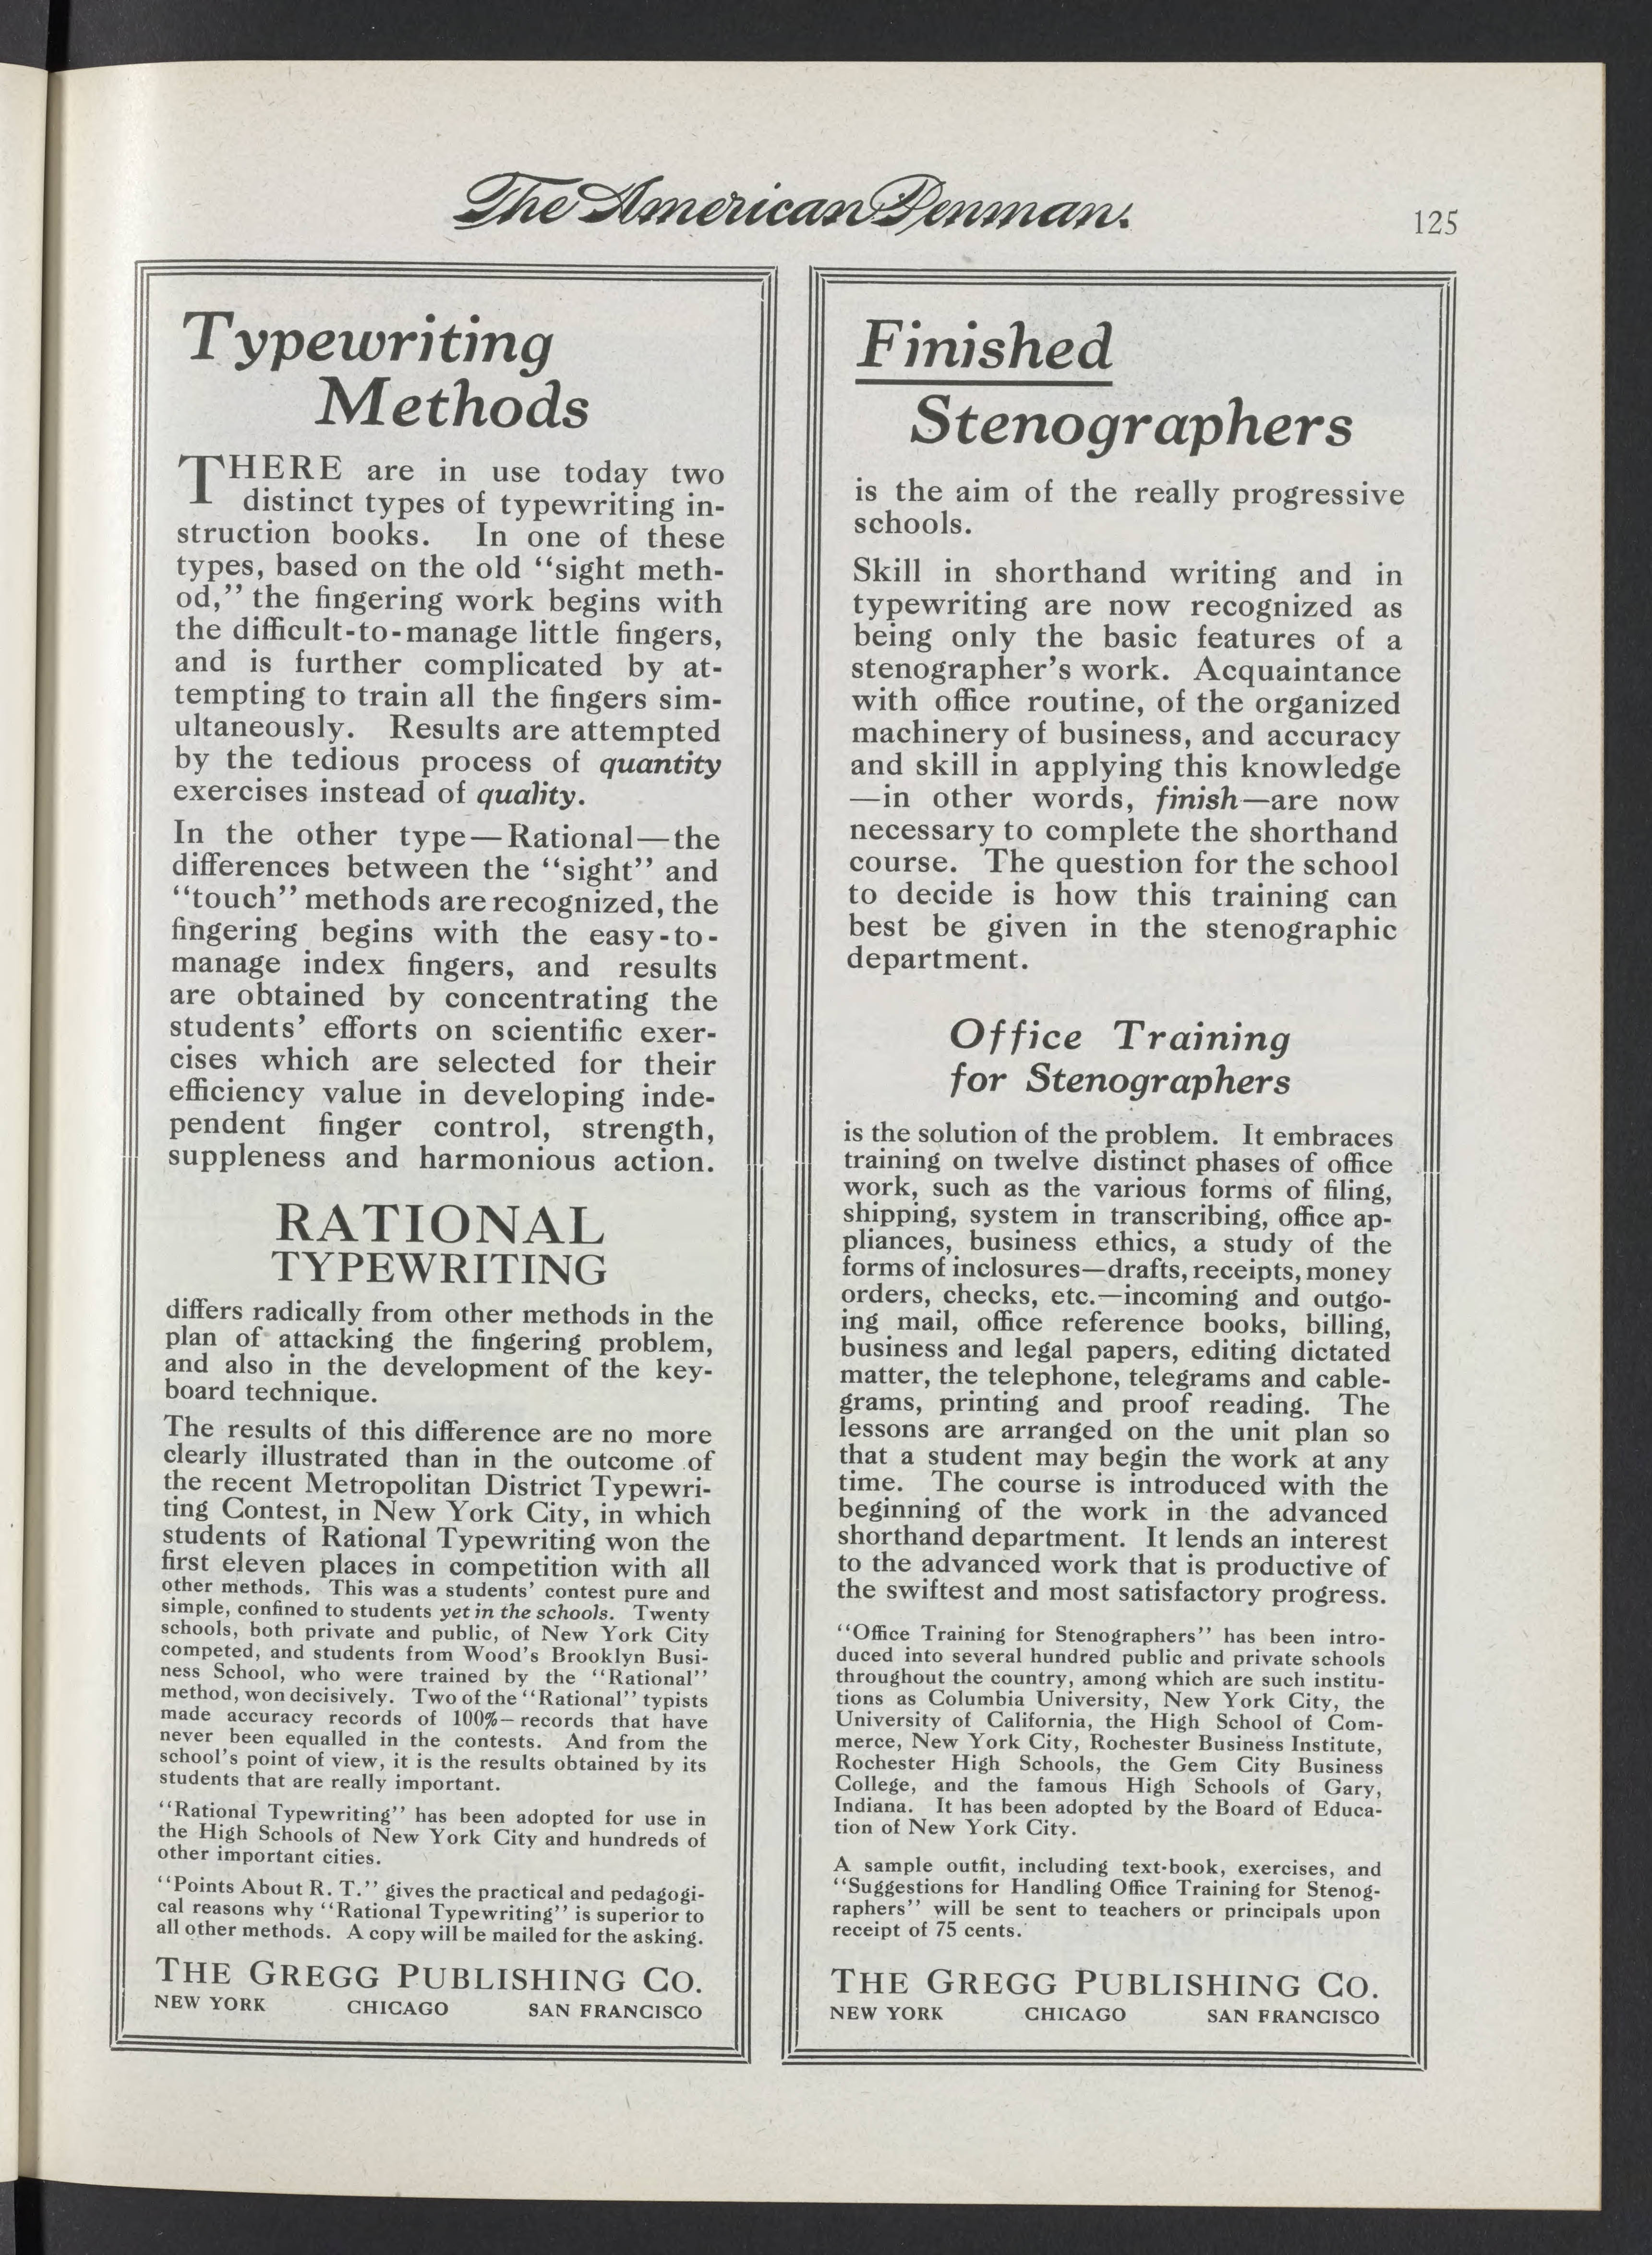 The American Penman.
125
Typewriting
Methods
THERE are in use today two
distinct types of typewriting in-
struction books. In one of these
types, based on the old “sight meth-
od,” the fingering work begins with
the difficult-to-manage little fingers,
and is further complicated by at-
tempting to train all the fingers sim-
ultaneously. Results are attempted
by the tedious process of quantity
exercises instead of quality.
In the other type—Rational—the
differences between the “sight” and
“touch” methods are recognized, the
fingering begins with the easy-to-
manage index fingers, and results
are obtained by concentrating the
students’ efforts on scientific exer-
cises which are selected for their
efficiency value in developing inde-
pendent finger control, strength,
suppleness and harmonious action.
RATIONAL
TYPEWRITING
differs radically from other methods in the
plan of attacking the fingering problem,
and also in the development of the key-
board technique.
The results of this difference are no more
clearly illustrated than in the outcome of
the recent Metropolitan District Typewri-
ting Contest, in New York City, in which
students of Rational Typewriting won the
first eleven places in competition with all
other methods. This was a students’ contest pure and
simple, confined to students yet in the schools. Twenty
schools, both private and public, of New York City
competed, and students from Wood’s Brooklyn Busi-
ness School, who were trained by the “Rational”
method, won decisively. Two of the “Rational” typists
made accuracy records of 100%—records that have
never been equalled in the contests. And from the
school’s point of view, it is the results obtained by its
students that are really important.
“Rational Typewriting” has been adopted for use in
the High Schools of New York City and hundreds of
other important cities.
“Points About R. T.” gives the practical and pedagogi-
cal reasons why “Rational Typewriting” is superior to
all other methods. A copy will be mailed for the asking.
THE GREGG PUBLISHING CO.
NEW YORK CHICAGO SAN FRANCISCO
Finished
Stenographers
is the aim of the really progressive
schools.
Skill in shorthand writing and in
typewriting are now recognized as
being only the basic features of a
stenographer’s work. Acquaintance
with office routine, of the organized
machinery of business, and accuracy
and skill in applying this knowledge
—in other words, finish—are now
necessary to complete the shorthand
course. The question for the school
to decide is how this training can
best be given in the stenographic
department.
Office Training
for Stenographers
is the solution of the problem. It embraces
training on twelve distinct phases of office
work, such as the various forms of filing,
shipping, system in transcribing, office ap-
pliances, business ethics, a study of the
forms of inclosures—drafts, receipts, money
orders, checks, etc.—incoming and outgo-
ing mail, office reference books, billing,
business and legal papers, editing dictated
matter, the telephone, telegrams and cable-
grams, printing and proof reading. The
lessons are arranged on the unit plan so
that a student may begin the work at any
time. The course is introduced with the
beginning of the work in the advanced
shorthand department. It lends an interest
to the advanced work that is productive of
the swiftest and most satisfactory progress.
“Office Training for Stenographers” has been intro-
duced into several hundred public and private schools
throughout the country, among which are such institu-
tions as Columbia University, New York City, the
University of California, the High School of Com-
merce, New York City, Rochester Business Institute,
Rochester High Schools, the Gem City Business
College, and the famous High Schools of Gary,
Indiana. It has been adopted by the Board of Educa-
tion of New York City.
A sample outfit, including text-book, exercises, and
“Suggestions for Handling Office Training for Stenog-
raphers” will be sent to teachers or principals upon
receipt of 75 cents.
THE GREGG PUBLISHING CO.
NEW YORK CHICAGO SAN FRANCISCO